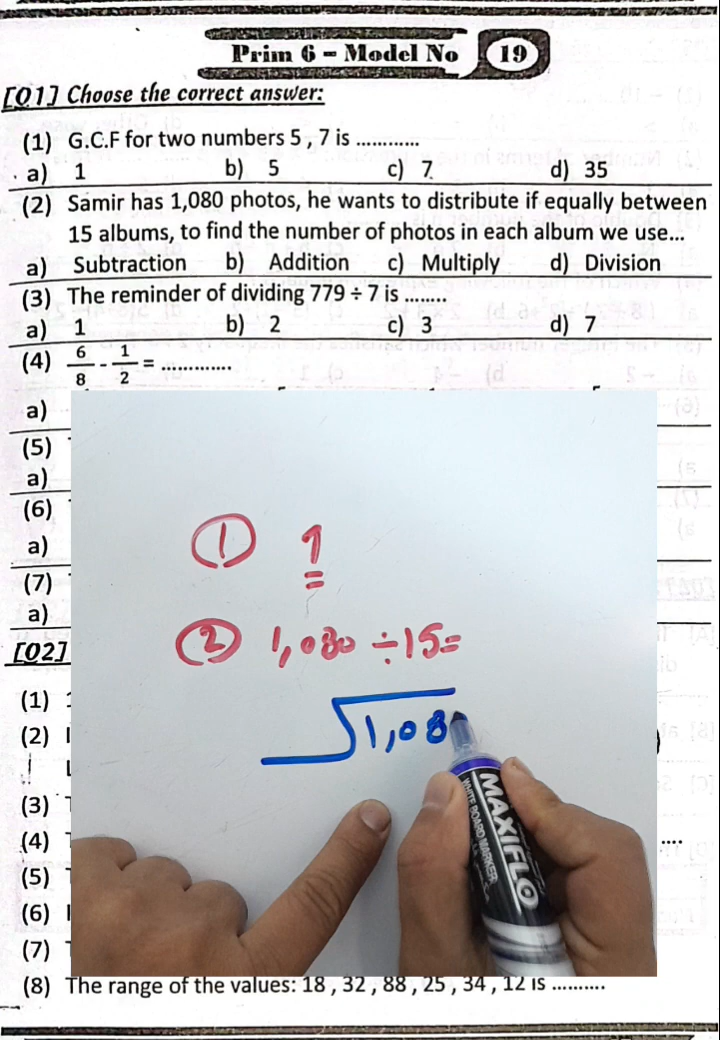 Prim 6 - Model No 19
[Q1] Choose the correct answer:
(1) G.C.F for two numbers 5 , 7 is ............
a) 1 b) 5 c) 7 d) 35
(2) Samir has 1,080 photos, he wants to distribute if equally between
15 albums, to find the number of photos in each album we use...
a) Subtraction b) Addition c) Multiply d) Division
(3) The reminder of dividing 779 ÷ 7 is ........
a) 1 b) 2 c) 3 d) 7
(4) 6/8 - 1/2 = .............
a)
(5)
a)
(6)
a)
(7)
a)
[Q2]
(1)
(2)
(3)
(4) ....
(5)
(6)
(7)
(8) The range of the values: 18 , 32 , 88 , 25 , 34 , 12 is ..........
① 1
② 1,080 ÷ 15=
1,08
MAXIFLO
WHITE BOARD MARKER